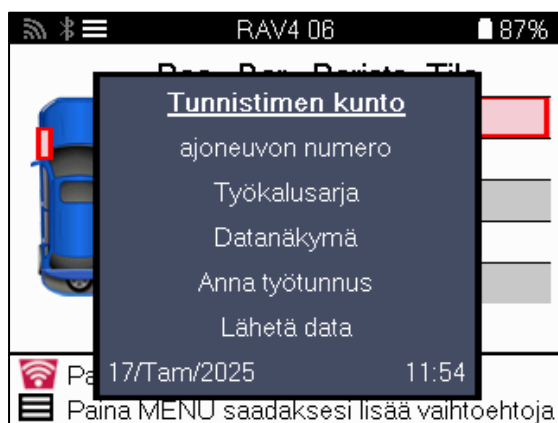 RAV4 06 87%
Tunnistimen kunto
ajoneuvon numero
Työkalusarja
Datanäkymä
Anna työtunnus
Lähetä data
17/Tam/2025 11:54
Paina MENU saadaksesi lisää vaihtoehtoja